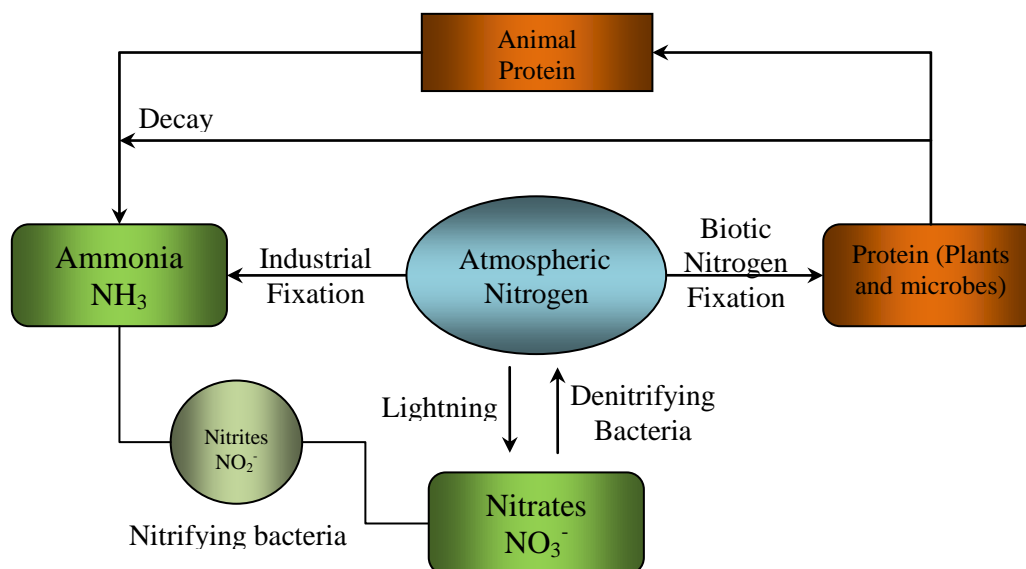 Animal
Protein
Decay
Ammonia
NH₃
Industrial
Fixation
Atmospheric
Nitrogen
Biotic
Nitrogen
Fixation
Protein (Plants
and microbes)
Lightning
Denitrifying
Bacteria
Nitrites
NO₂⁻
Nitrifying bacteria
Nitrates
NO₃⁻